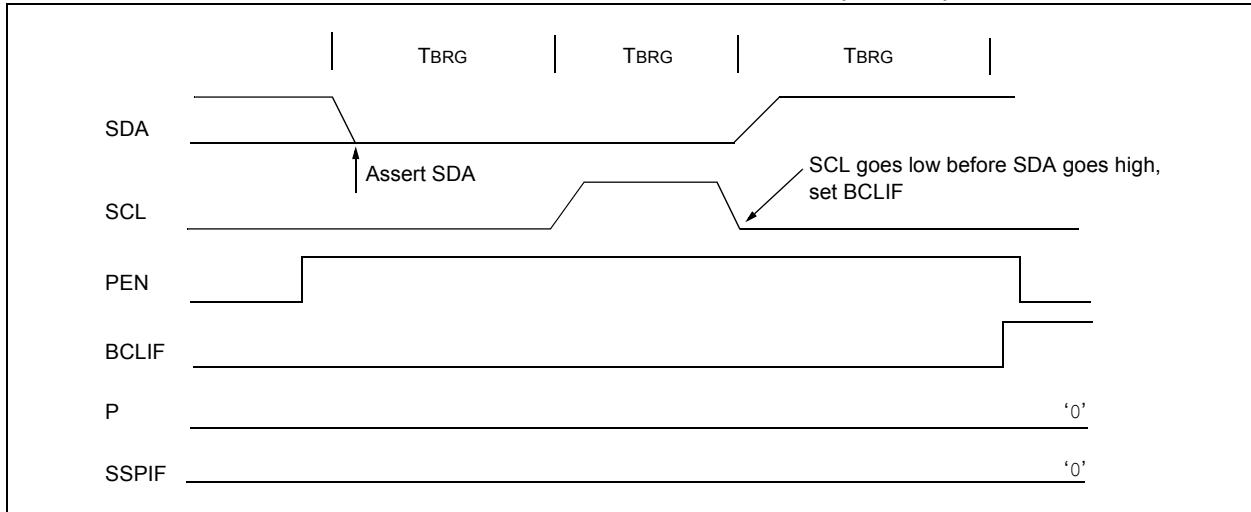 TBRG TBRG TBRG
SDA
Assert SDA
SCL goes low before SDA goes high,
set BCLIF
SCL
PEN
BCLIF
P
‘0’
SSPIF
‘0’